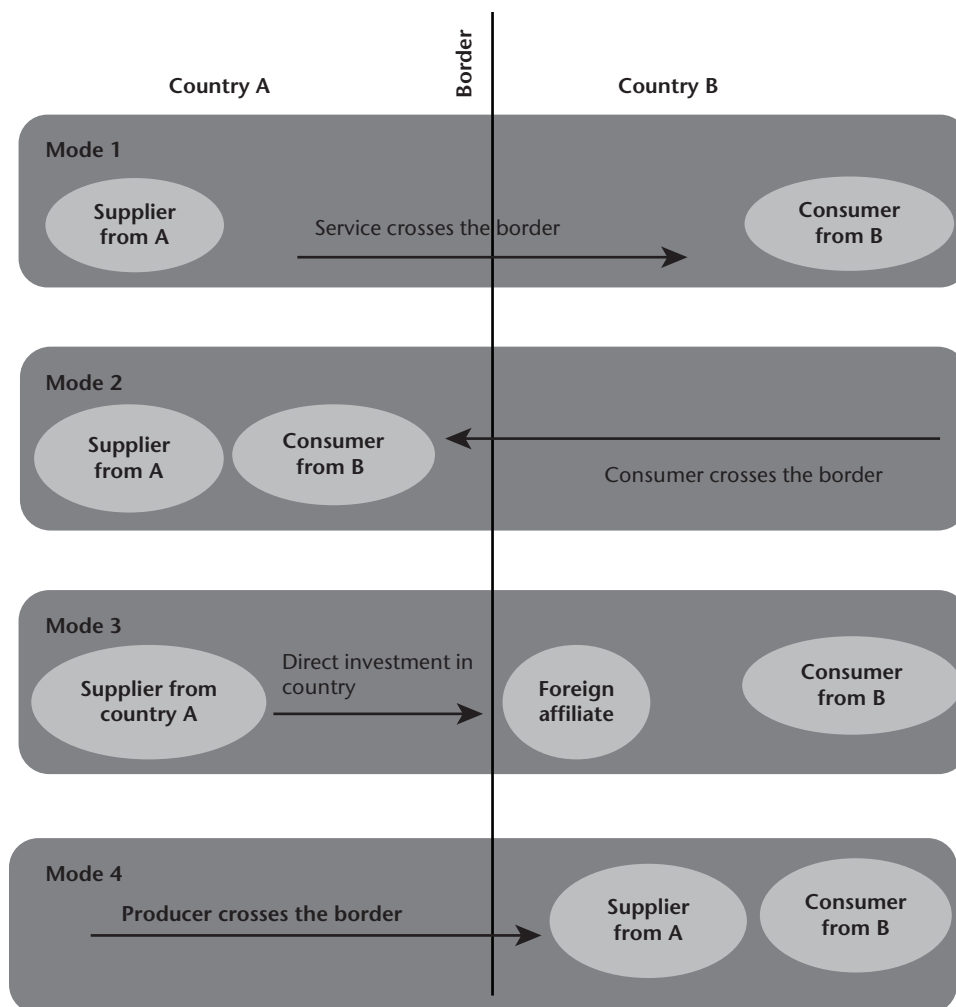 Country A
Border
Country B
Mode 1
Supplier
from A
Service crosses the border
Consumer
from B
Mode 2
Supplier
from A
Consumer
from B
Consumer crosses the border
Mode 3
Supplier from
country A
Direct investment in
country
Foreign
affiliate
Consumer
from B
Mode 4
Producer crosses the border
Supplier
from A
Consumer
from B